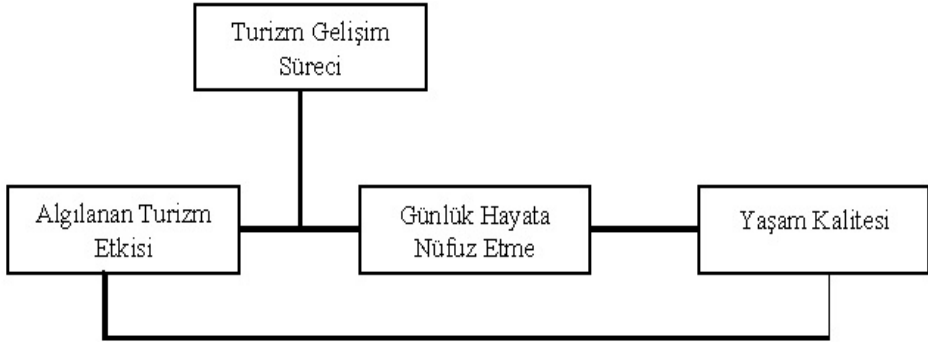 Turizm Gelişim
Süreci
Algılanan Turizm
Etkisi
Günlük Hayata
Nüfuz Etme
Yaşam Kalitesi